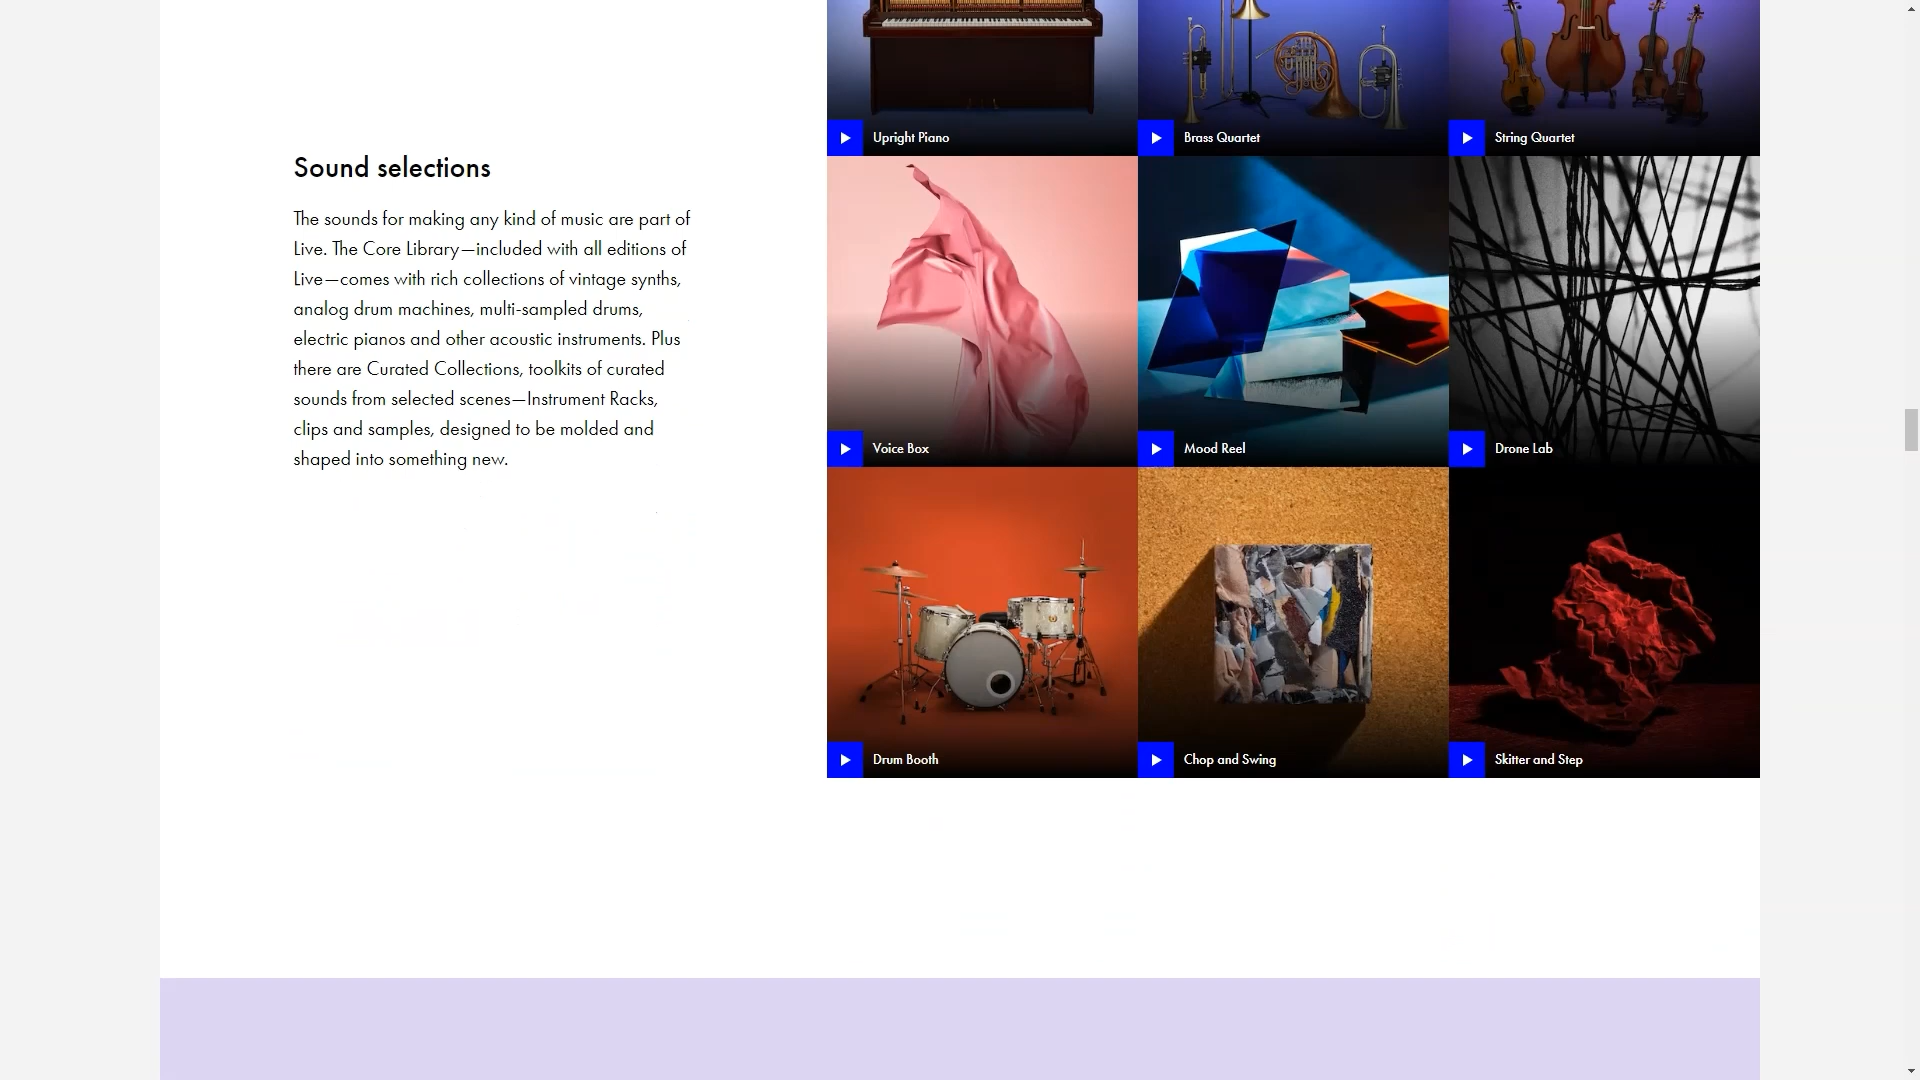 Upright Piano
Brass Quartet
String Quartet
Sound selections
The sounds for making any kind of music are part of
Live. The Core Library—included with all editions of
Live—comes with rich collections of vintage synths,
analog drum machines, multi-sampled drums,
electric pianos and other acoustic instruments. Plus
there are Curated Collections, toolkits of curated
sounds from selected scenes—Instrument Racks,
clips and samples, designed to be molded and
shaped into something new.
Voice Box
Mood Reel
Drone Lab
Drum Booth
Chop and Swing
Skitter and Step